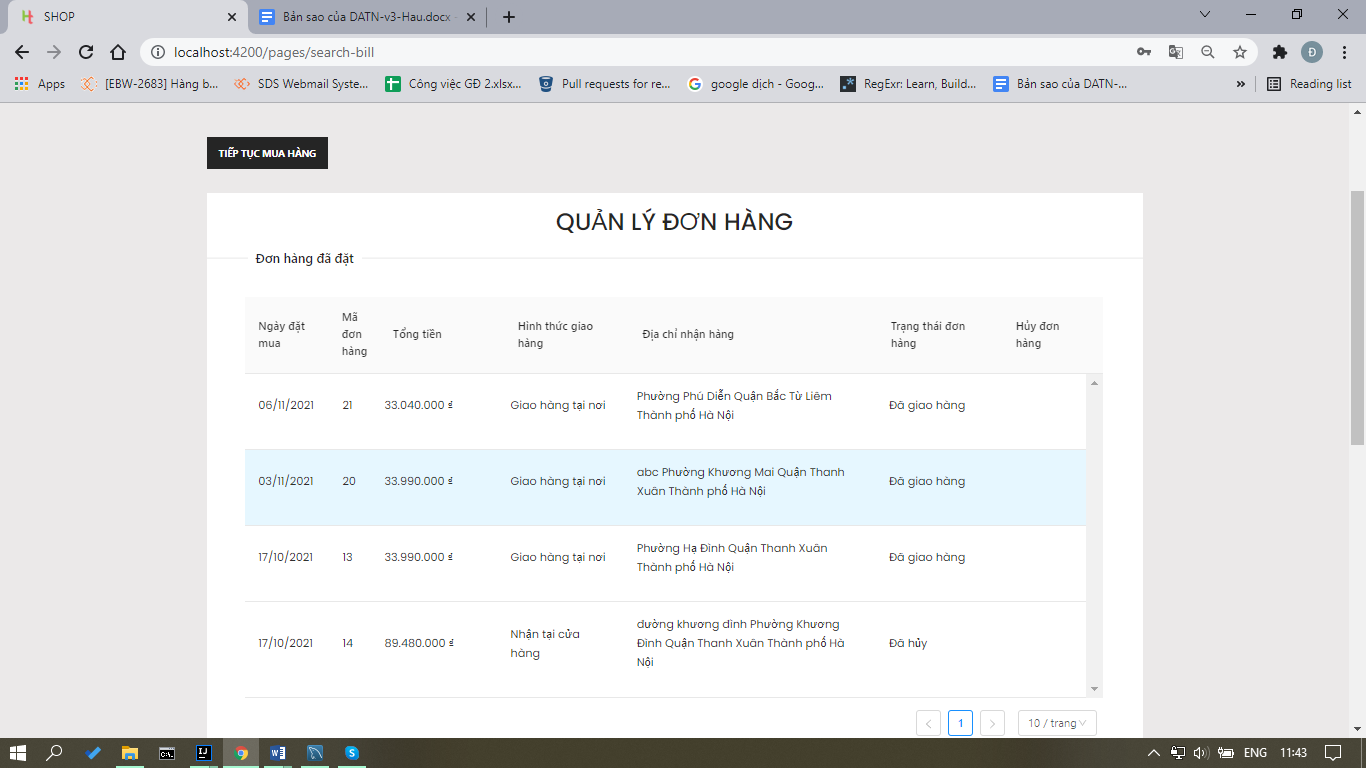 SHOP
Bản sao của DATN-v3-Hau.docx
localhost:4200/pages/search-bill
Đ
Apps
[EBW-2683] Hàng b...
SDS Webmail Syste...
Công việc GĐ 2.xlsx...
Pull requests for re...
google dịch - Goog...
RegExr: Learn, Build...
Bản sao của DATN-...
»
Reading list
TIẾP TỤC MUA HÀNG
QUẢN LÝ ĐƠN HÀNG
Đơn hàng đã đặt
Ngày đặt mua
Mã đơn hàng
Tổng tiền
Hình thức giao hàng
Địa chỉ nhận hàng
Trạng thái đơn hàng
Hủy đơn hàng
06/11/2021 21 33.040.000 ₫ Giao hàng tại nơi
Phường Phú Diễn Quận Bắc Từ Liêm
Thành phố Hà Nội
Đã giao hàng
03/11/2021 20 33.990.000 ₫ Giao hàng tại nơi
abc Phường Khương Mai Quận Thanh
Xuân Thành phố Hà Nội
Đã giao hàng
17/10/2021 13 33.990.000 ₫ Giao hàng tại nơi
Phường Hạ Đình Quận Thanh Xuân
Thành phố Hà Nội
Đã giao hàng
17/10/2021 14 89.480.000 ₫
Nhận tại cửa
hàng
đường khương đình Phường Khương
Đình Quận Thanh Xuân Thành phố Hà
Nội
Đã hủy
1
10 / trang
ENG
11:43